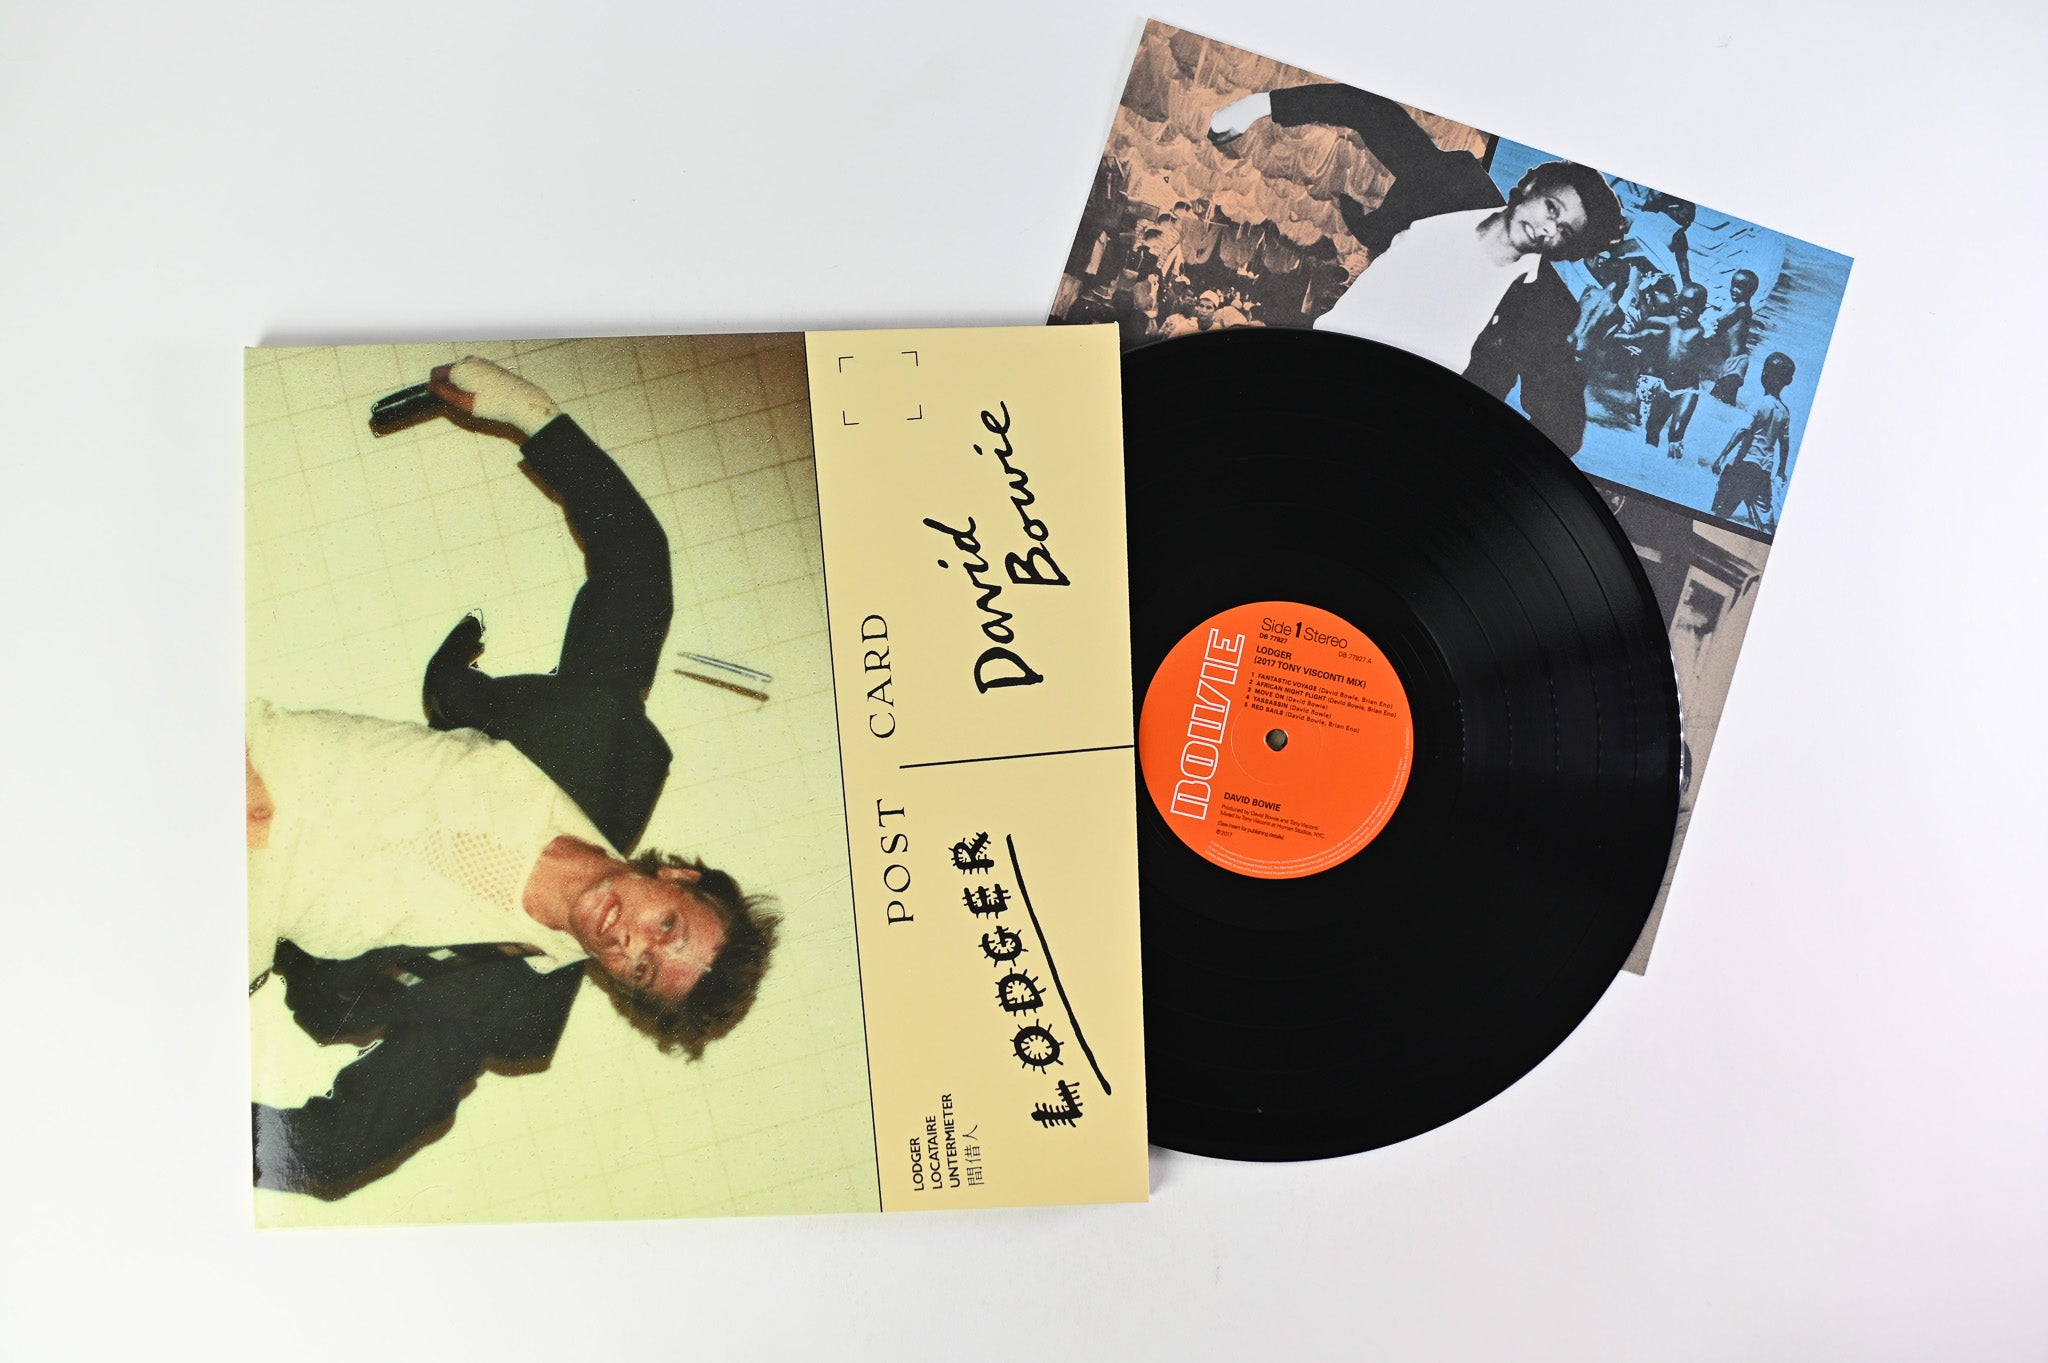 POST CARD
David
Bowie
LODGER
LODGER
LOCATAIRE
UNTERMIETER
間借人
BOWIE
Side 1 Stereo
DB 77827
DB 77827 A
LODGER
(2017 TONY VISCONTI MIX)
1 FANTASTIC VOYAGE (David Bowie, Brian Eno)
2 AFRICAN NIGHT FLIGHT (David Bowie, Brian Eno)
3 MOVE ON (David Bowie)
4 YASSASSIN (David Bowie)
5 RED SAILS (David Bowie, Brian Eno)
DAVID BOWIE
Produced by David Bowie and Tony Visconti
Mixed by Tony Visconti at Human Studios, NYC
(See insert for publishing details)
℗ 2017